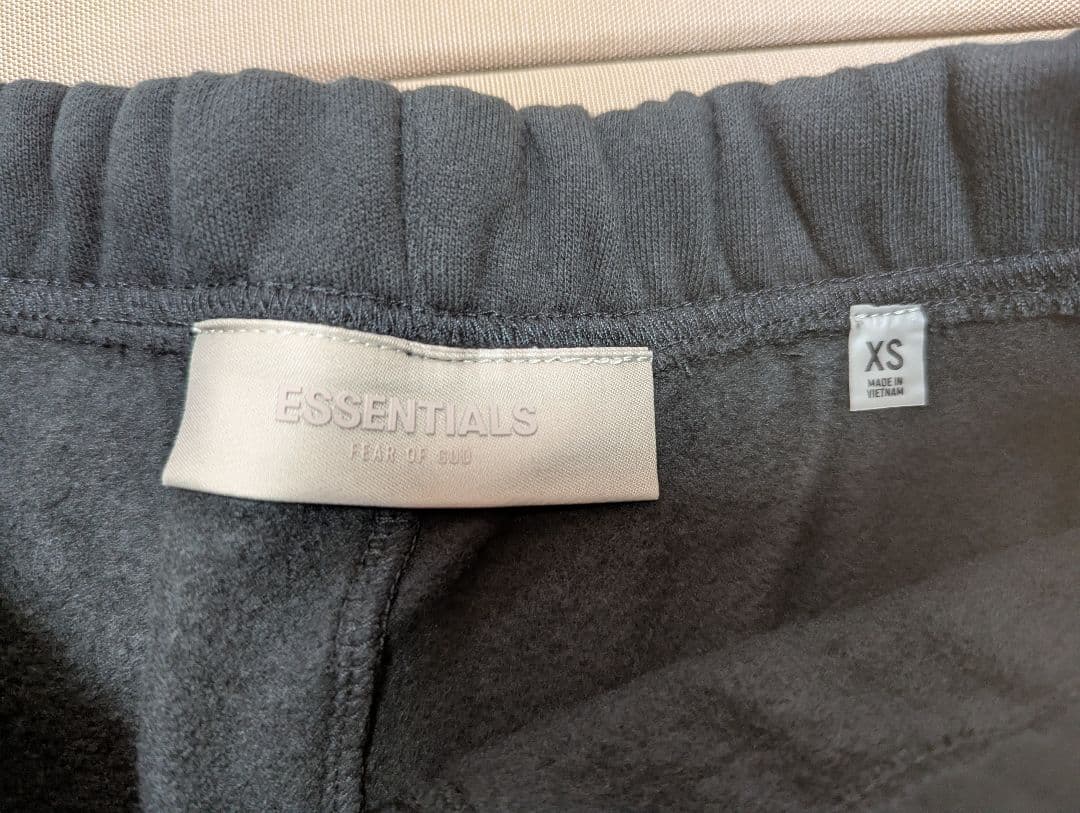 ESSENTIALS
FEAR OF GOD
XS
MADE IN
VIETNAM